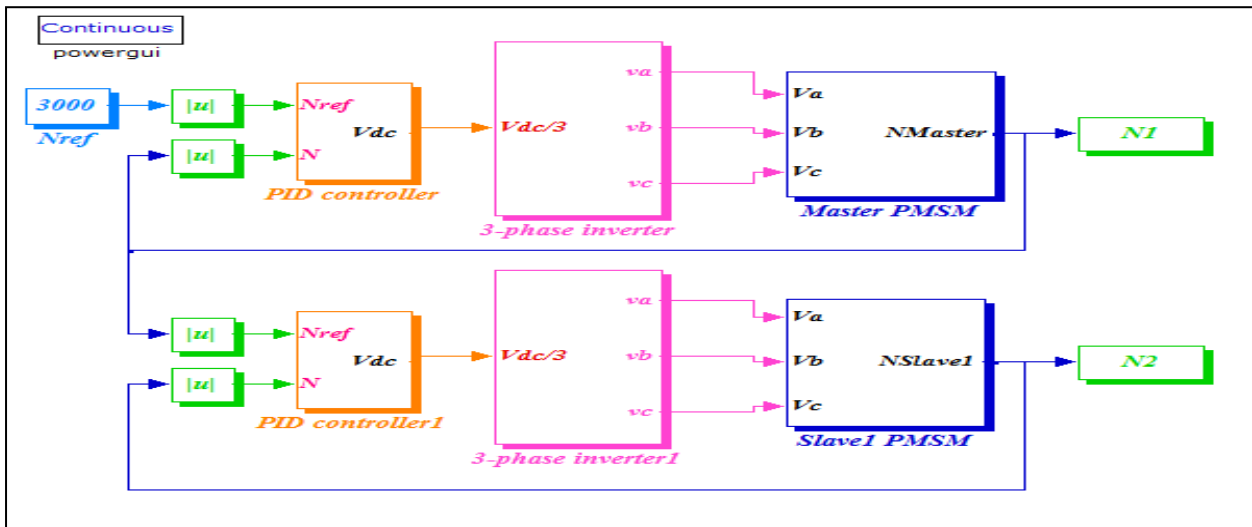 Continuous
powergui
3000
Nref
|u|
|u|
Nref
Vdc
N
PID controller
Vdc/3
va
vb
vc
3-phase inverter
Va
Vb
Vc
NMaster
Master PMSM
N1
|u|
|u|
Nref
Vdc
N
PID controller1
Vdc/3
va
vb
vc
3-phase inverter1
Va
Vb
Vc
NSlave1
Slave1 PMSM
N2